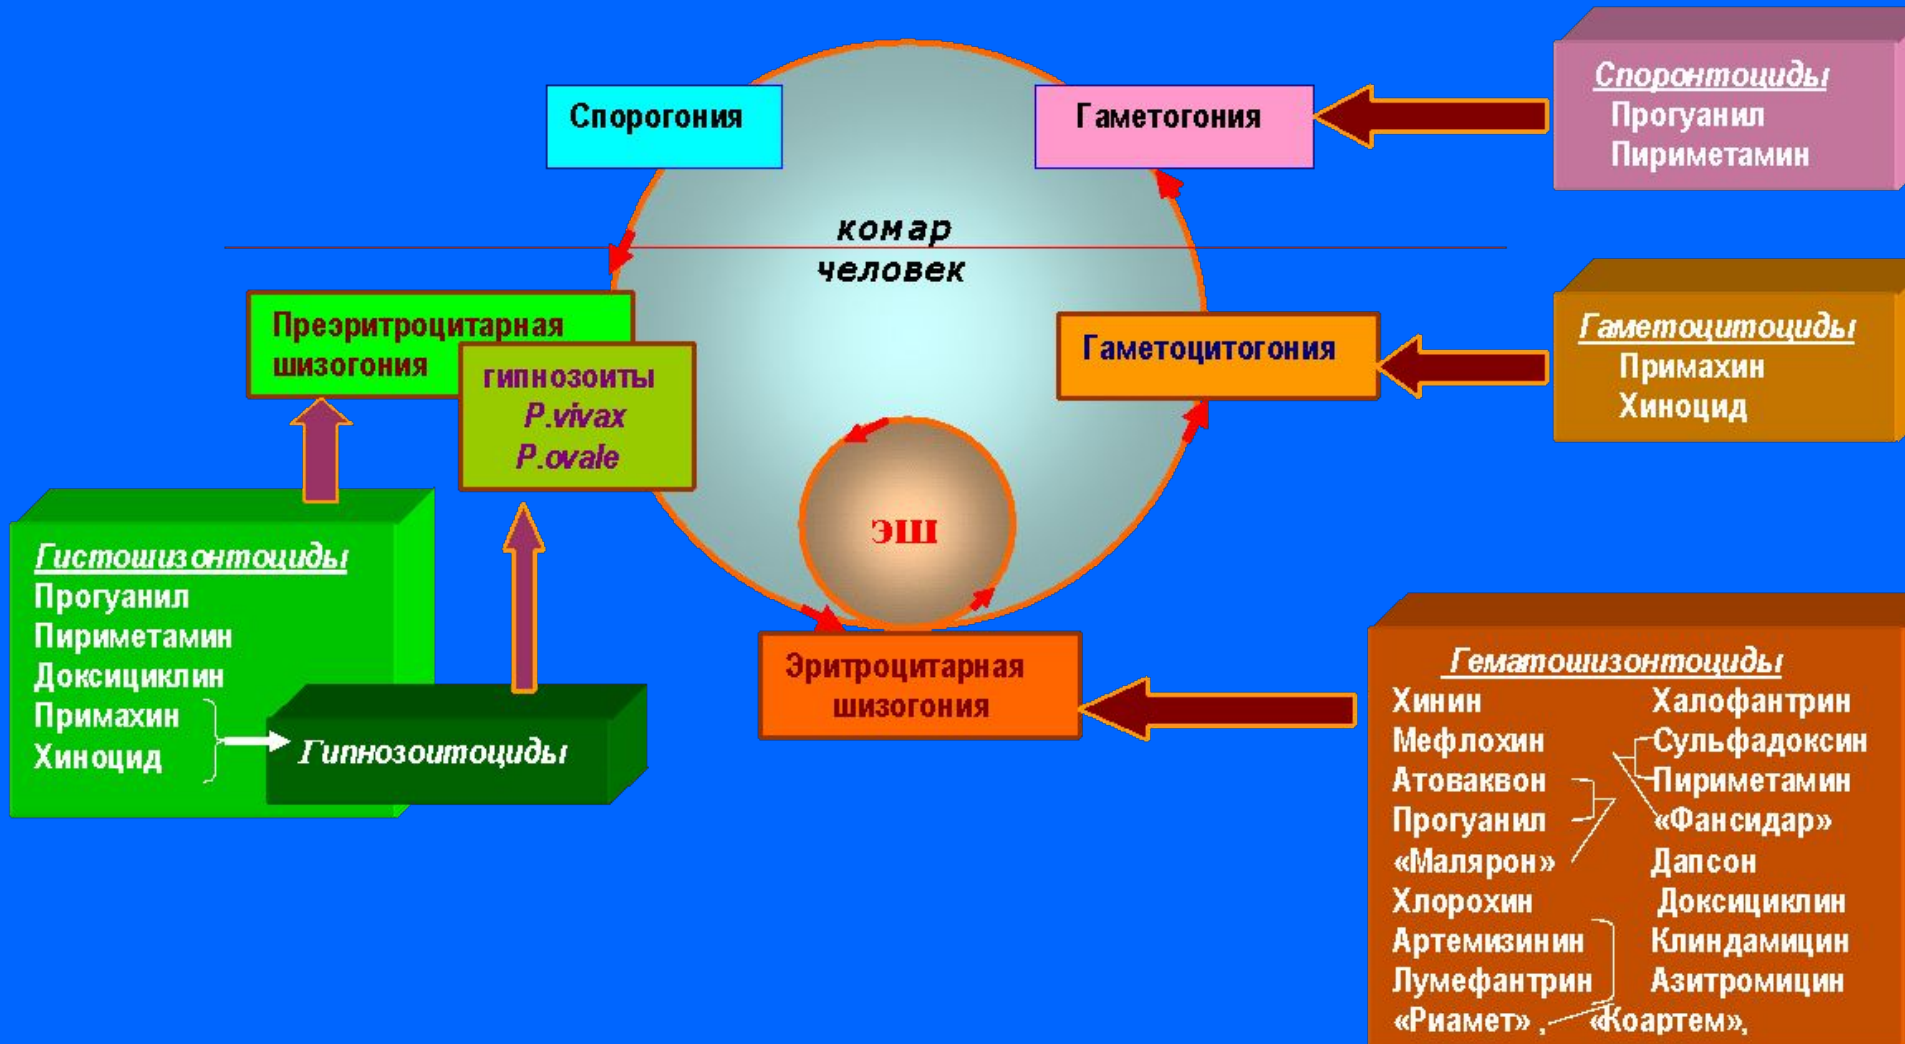 Спорогония
Гаметогония
Споронтоциды
Прогуанил
Пириметамин
комар
человек
Преэритроцитарная
шизогония
гипнозоиты
P.vivax
P.ovale
Гаметоцитогония
Гаметоцитоциды
Примахин
Хиноцид
ЭШ
Гистошизонтоциды
Прогуанил
Пириметамин
Доксициклин
Примахин
Хиноцид
Гипнозоитоциды
Эритроцитарная
шизогония
Гематошизонтоциды
Хинин Халофантрин
Мефлохин Сульфадоксин
Атоваквон Пириметамин
Прогуанил «Фансидар»
«Малярон» Дапсон
Хлорохин Доксициклин
Артемизинин Клиндамицин
Лумефантрин Азитромицин
«Риамет» , «Коартем»,